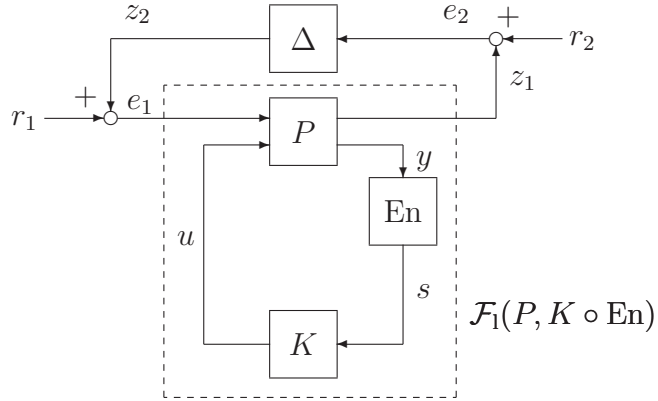 z₂ Δ e₂ + r₂
z₁
r₁ + e₁ P
y
En
u
s
K
𝓕ₗ(P, K ∘ En)